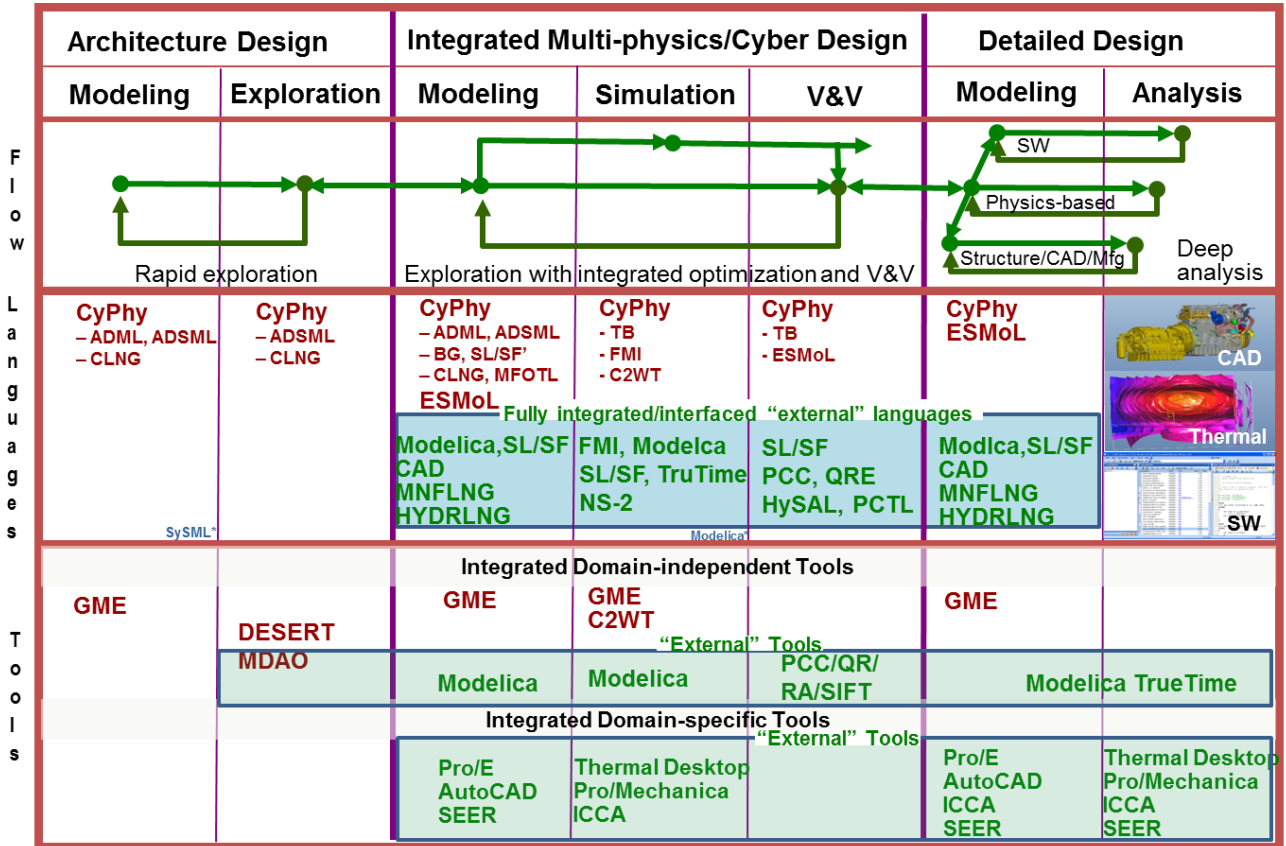 Architecture Design
Integrated Multi-physics/Cyber Design
Detailed Design
Modeling
Exploration
Modeling
Simulation
V&V
Modeling
Analysis
Flow
SW
Physics-based
Structure/CAD/Mfg
Deep
analysis
Rapid exploration
Exploration with integrated optimization and V&V
Langages
CyPhy
– ADML, ADSML
– CLNG
SySML*
CyPhy
– ADSML
– CLNG
CyPhy
– ADML, ADSML
– BG, SL/SF’
– CLNG, MFOTL
ESMoL
CyPhy
- TB
- FMI
- C2WT
CyPhy
- TB
- ESMoL
CyPhy
ESMoL
CAD
Thermal
SW
Fully integrated/interfaced “external” languages
Modelica,SL/SF
CAD
MNFLNG
HYDRLNG
FMI, Modelca
SL/SF, TruTime
NS-2
Modelica*
SL/SF
PCC, QRE
HySAL, PCTL
Modlca,SL/SF
CAD
MNFLNG
HYDRLNG
Tools
Integrated Domain-independent Tools
GME
DESERT
MDAO
GME
GME
C2WT
GME
“External” Tools
Modelica
Modelica
PCC/QR/
RA/SIFT
Modelica TrueTime
Integrated Domain-specific Tools
“External” Tools
Pro/E
AutoCAD
SEER
Thermal Desktop
Pro/Mechanica
ICCA
Pro/E
AutoCAD
ICCA
SEER
Thermal Desktop
Pro/Mechanica
ICCA
SEER